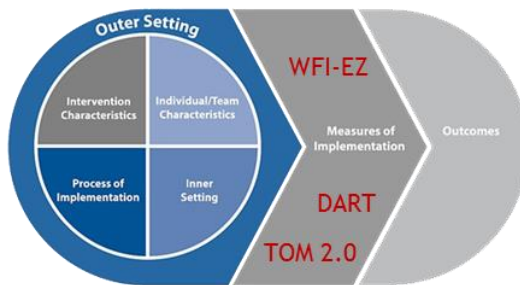 Outer Setting
Intervention
Characteristics
Individual/Team
Characteristics
Process of
Implementation
Inner
Setting
WFI-EZ
Measures of
Implementation
DART
TOM 2.0
Outcomes